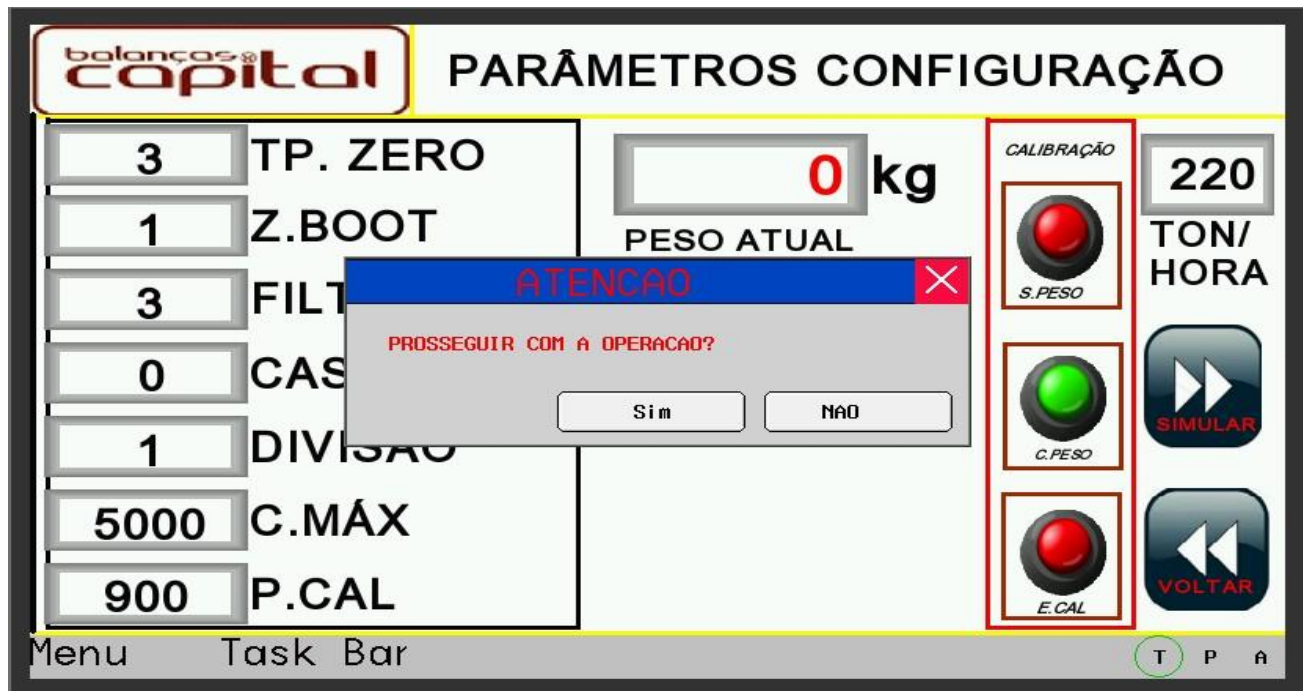 balanças
capital
PARÂMETROS CONFIGURAÇÃO
3 TP. ZERO
1 Z.BOOT
3 FILT
0 CAS
1 DIVISÃO
5000 C.MÁX
900 P.CAL
0 kg
PESO ATUAL
ATENCAO
PROSSEGUIR COM A OPERACAO?
Sim
NAO
CALIBRAÇÃO
S.PESO
C.PESO
E.CAL
220
TON/
HORA
SIMULAR
VOLTAR
Menu Task Bar
T P A